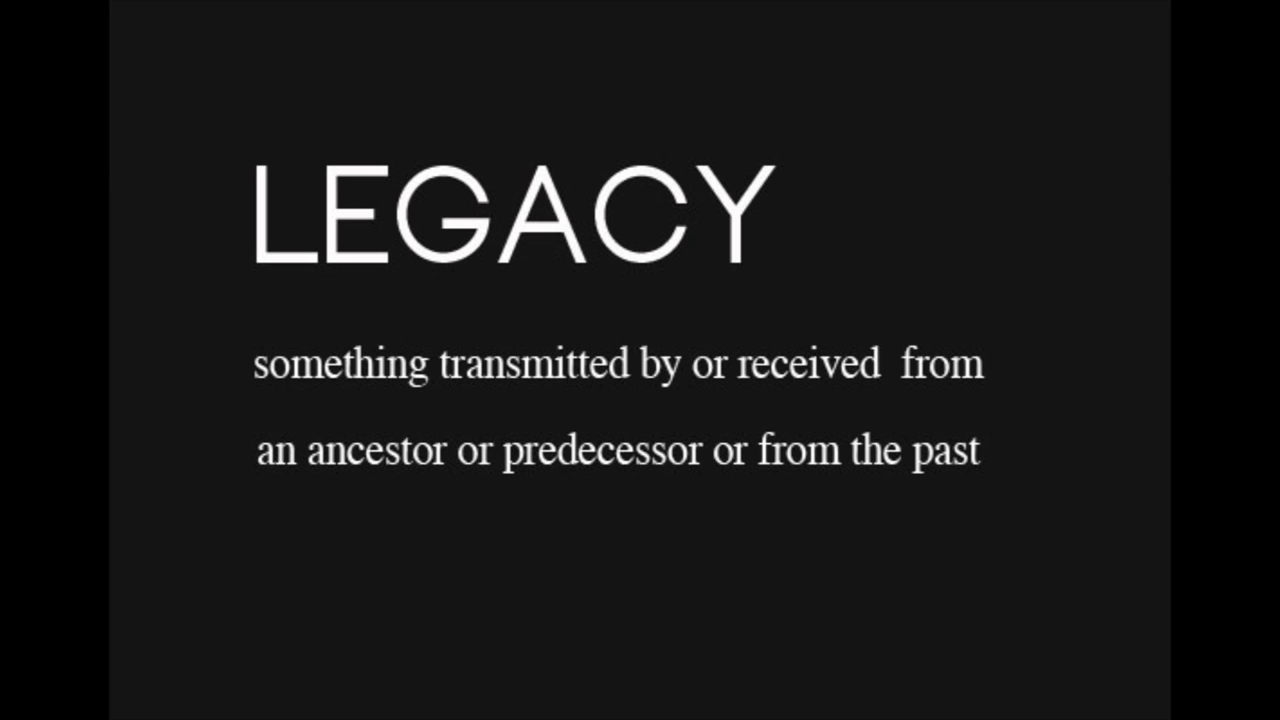 LEGACY
something transmitted by or received  from
an ancestor or predecessor or from the past